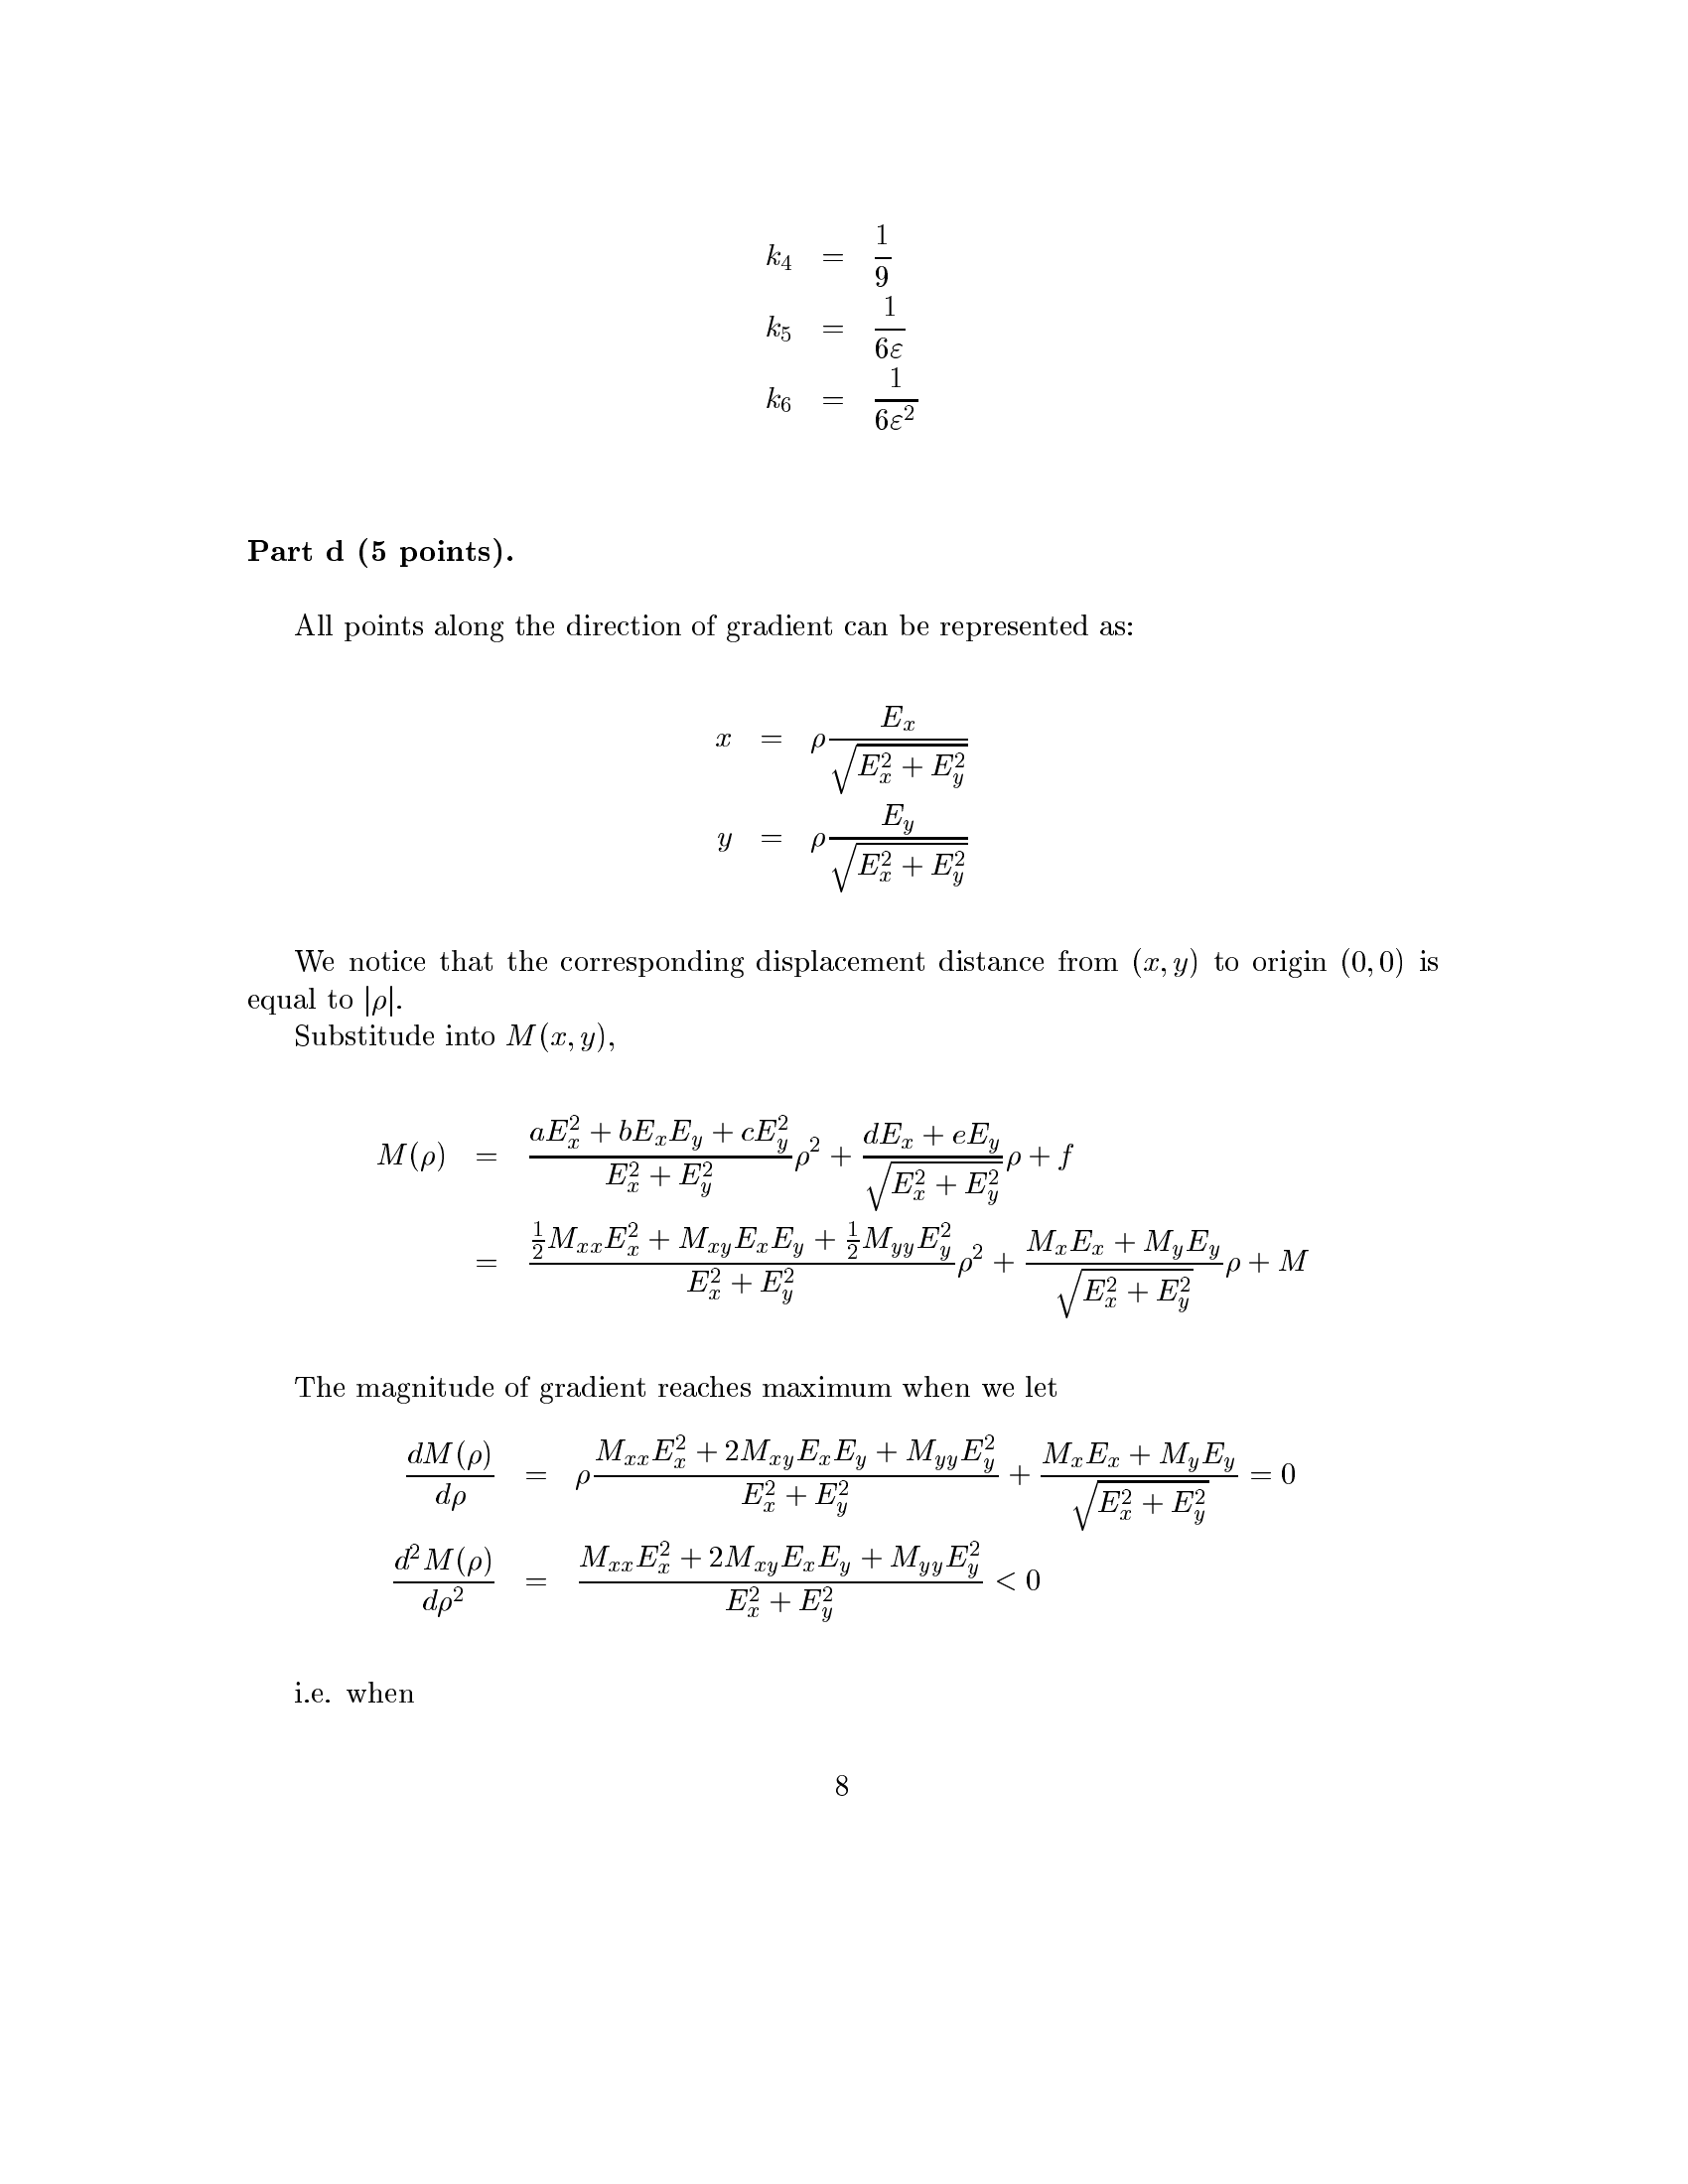 k_4 = \frac{1}{9}
k_5 = \frac{1}{6\varepsilon}
k_6 = \frac{1}{6\varepsilon^2}
Part d (5 points).
All points along the direction of gradient can be represented as:
x = \rho \frac{E_x}{\sqrt{E_x^2 + E_y^2}}
y = \rho \frac{E_y}{\sqrt{E_x^2 + E_y^2}}
We notice that the corresponding displacement distance from (x, y) to origin (0, 0) is
equal to |ρ|.
Substitude into M(x, y),
M(\rho) = \frac{aE_x^2 + bE_xE_y + cE_y^2}{E_x^2 + E_y^2}\rho^2 + \frac{dE_x + eE_y}{\sqrt{E_x^2 + E_y^2}}\rho + f
= \frac{\frac{1}{2}M_{xx}E_x^2 + M_{xy}E_xE_y + \frac{1}{2}M_{yy}E_y^2}{E_x^2 + E_y^2}\rho^2 + \frac{M_xE_x + M_yE_y}{\sqrt{E_x^2 + E_y^2}}\rho + M
The magnitude of gradient reaches maximum when we let
\frac{dM(\rho)}{d\rho} = \rho\frac{M_{xx}E_x^2 + 2M_{xy}E_xE_y + M_{yy}E_y^2}{E_x^2 + E_y^2} + \frac{M_xE_x + M_yE_y}{\sqrt{E_x^2 + E_y^2}} = 0
\frac{d^2M(\rho)}{d\rho^2} = \frac{M_{xx}E_x^2 + 2M_{xy}E_xE_y + M_{yy}E_y^2}{E_x^2 + E_y^2} < 0
i.e. when
8